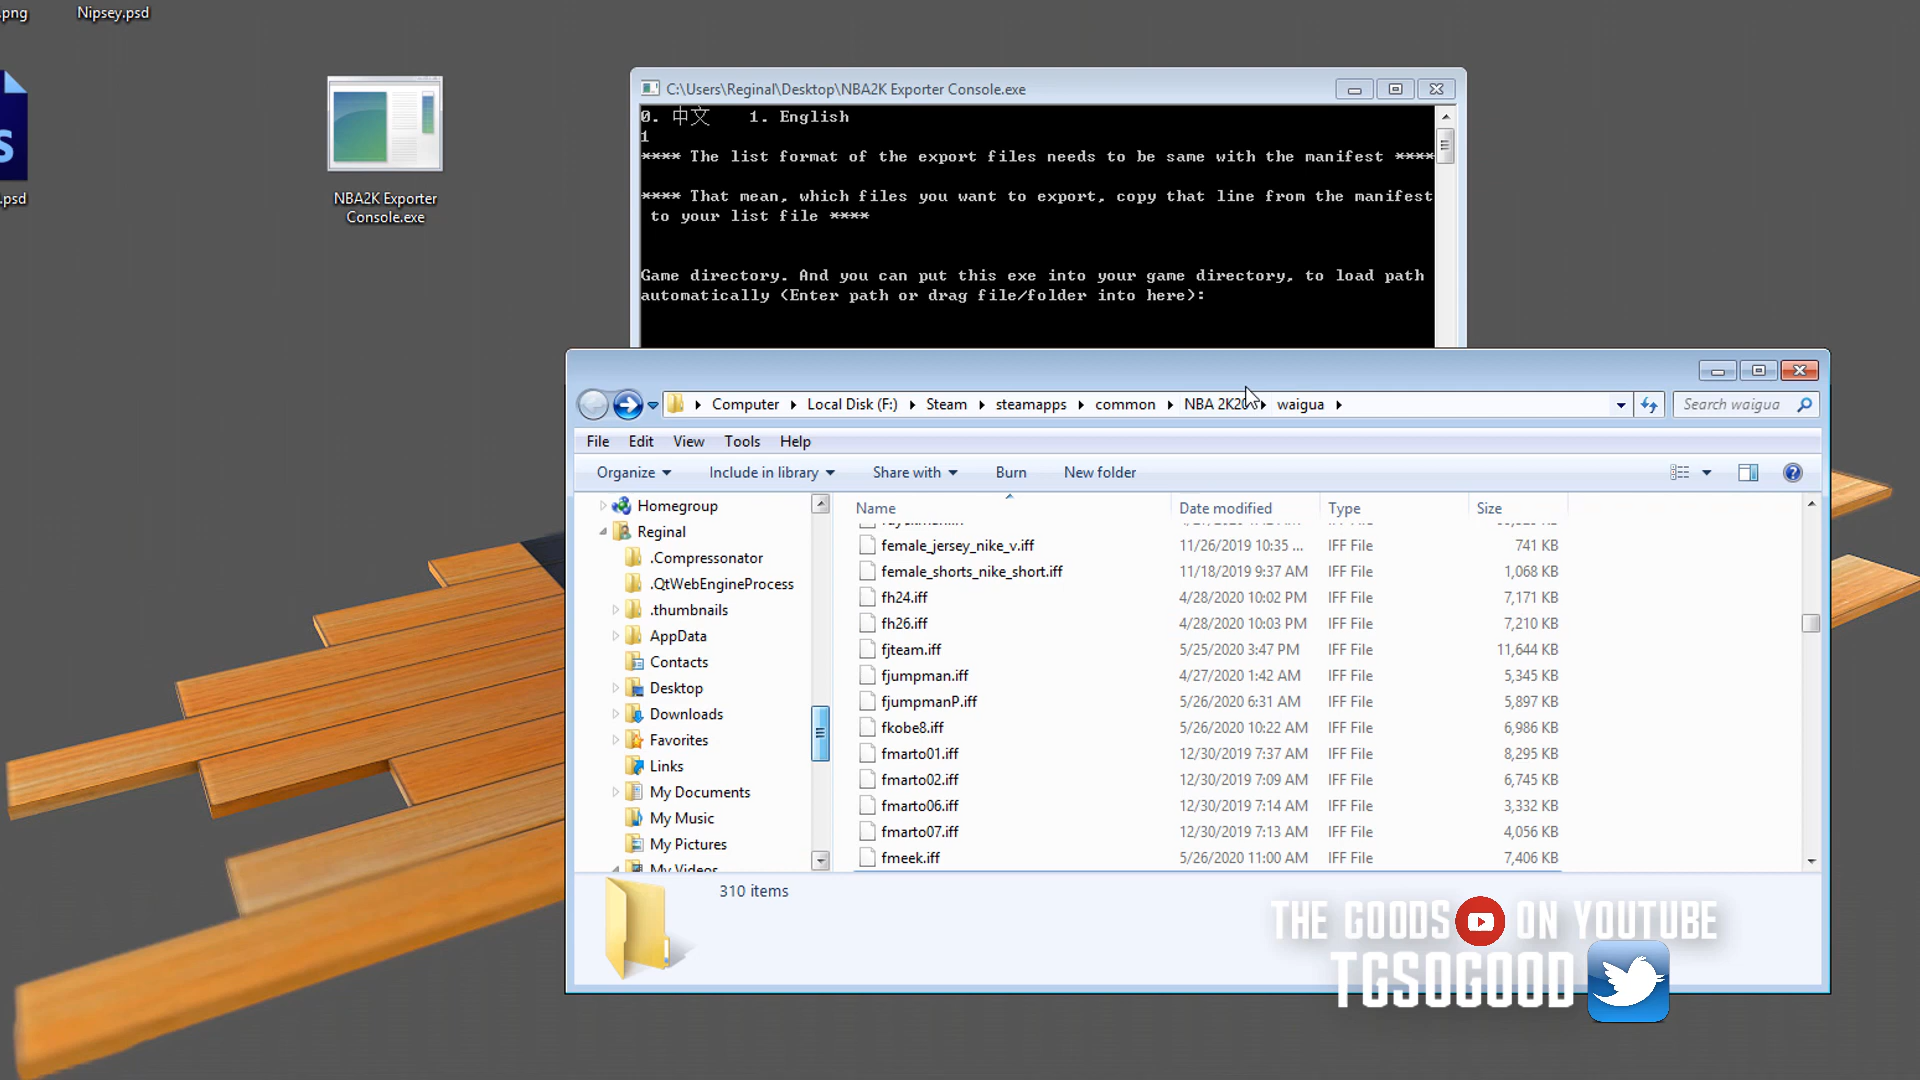 .png
Nipsey.psd
.psd
NBA2K Exporter
Console.exe
C:\Users\Reginal\Desktop\NBA2K Exporter Console.exe
0. 中文 1. English
1
**** The list format of the export files needs to be same with the manifest ****
**** That mean, which files you want to export, copy that line from the manifest
to your list file ****
Game directory. And you can put this exe into your game directory, to load path
automatically (Enter path or drag file/folder into here):
Computer Local Disk (F:) Steam steamapps common NBA 2K20 waigua
Search waigua
File Edit View Tools Help
Organize Include in library Share with Burn New folder
Homegroup
Reginal
.Compressonator
.QtWebEngineProcess
.thumbnails
AppData
Contacts
Desktop
Downloads
Favorites
Links
My Documents
My Music
My Pictures
My Videos
Name Date modified Type Size
female_jersey_nike_v.iff 11/26/2019 10:35 ... IFF File 741 KB
female_shorts_nike_short.iff 11/18/2019 9:37 AM IFF File 1,068 KB
fh24.iff 4/28/2020 10:02 PM IFF File 7,171 KB
fh26.iff 4/28/2020 10:03 PM IFF File 7,210 KB
fjteam.iff 5/25/2020 3:47 PM IFF File 11,644 KB
fjumpman.iff 4/27/2020 1:42 AM IFF File 5,345 KB
fjumpmanP.iff 5/26/2020 6:31 AM IFF File 5,897 KB
fkobe8.iff 5/26/2020 10:22 AM IFF File 6,986 KB
fmarto01.iff 12/30/2019 7:37 AM IFF File 8,295 KB
fmarto02.iff 12/30/2019 7:09 AM IFF File 6,745 KB
fmarto06.iff 12/30/2019 7:14 AM IFF File 3,332 KB
fmarto07.iff 12/30/2019 7:13 AM IFF File 4,056 KB
fmeek.iff 5/26/2020 11:00 AM IFF File 7,406 KB
310 items
THE GOODS ON YOUTUBE
TGSOGOOD